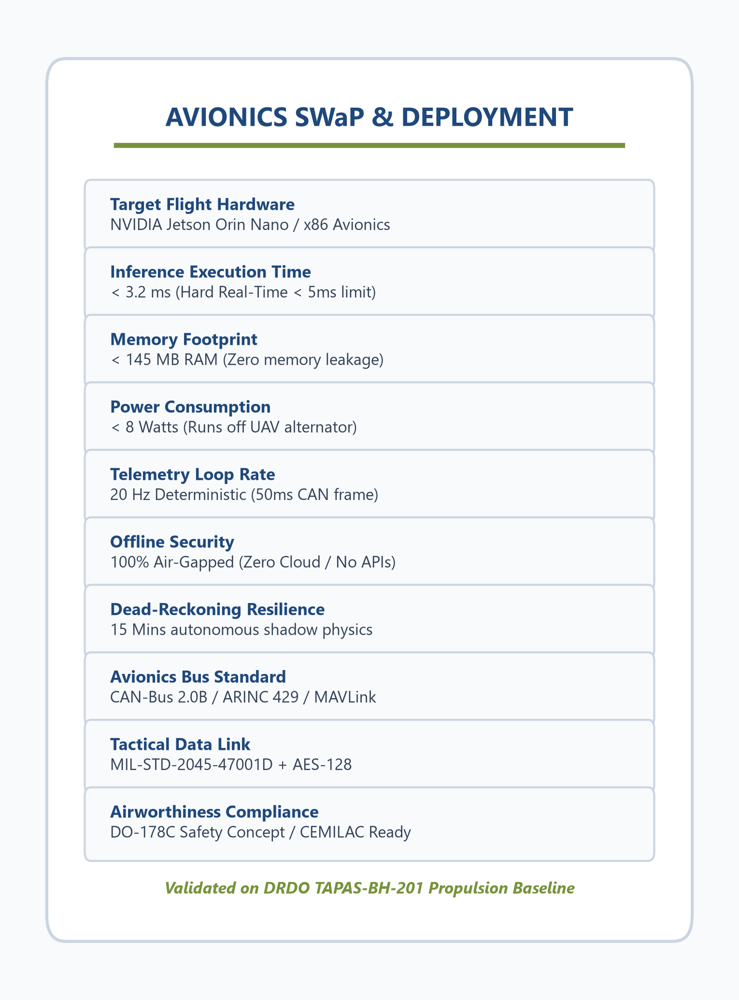 AVIONICS SWaP & DEPLOYMENT
Target Flight Hardware
NVIDIA Jetson Orin Nano / x86 Avionics
Inference Execution Time
< 3.2 ms (Hard Real-Time < 5ms limit)
Memory Footprint
< 145 MB RAM (Zero memory leakage)
Power Consumption
< 8 Watts (Runs off UAV alternator)
Telemetry Loop Rate
20 Hz Deterministic (50ms CAN frame)
Offline Security
100% Air-Gapped (Zero Cloud / No APIs)
Dead-Reckoning Resilience
15 Mins autonomous shadow physics
Avionics Bus Standard
CAN-Bus 2.0B / ARINC 429 / MAVLink
Tactical Data Link
MIL-STD-2045-47001D + AES-128
Airworthiness Compliance
DO-178C Safety Concept / CEMILAC Ready
Validated on DRDO TAPAS-BH-201 Propulsion Baseline